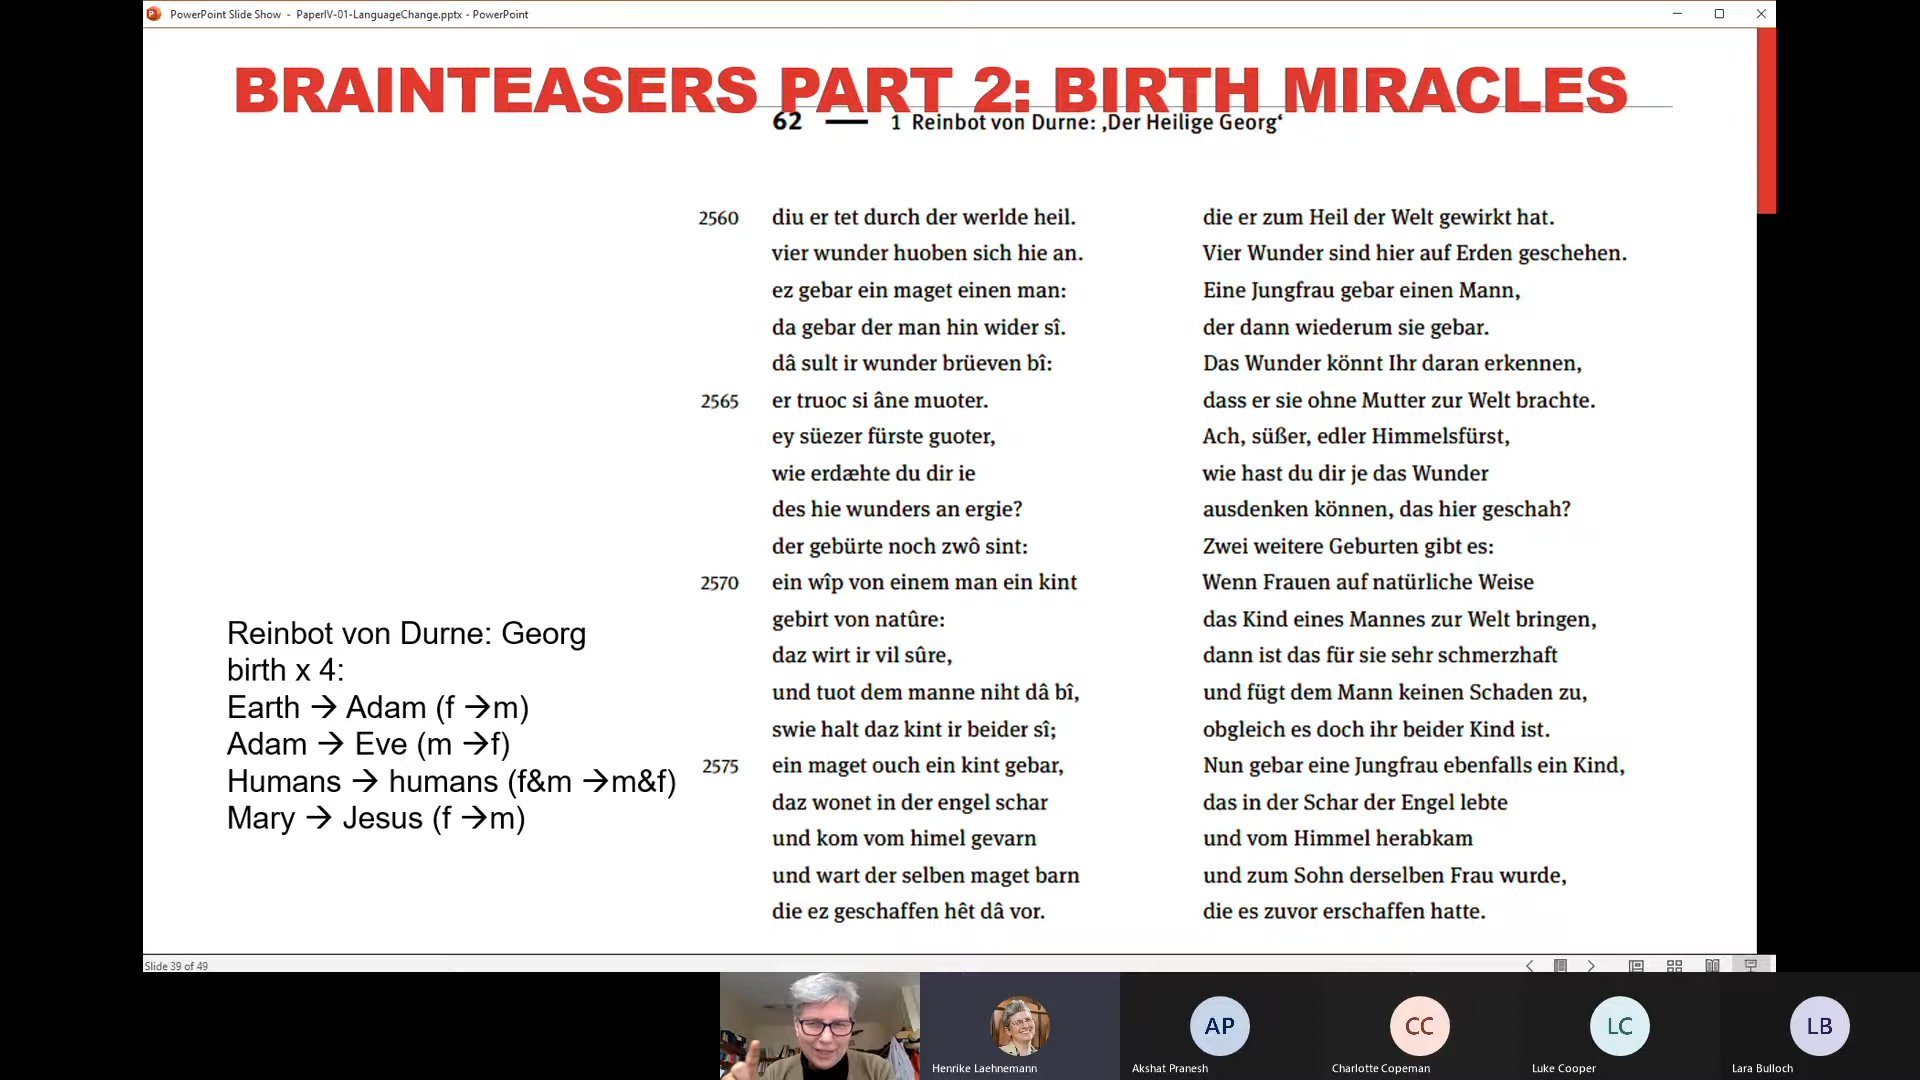 PowerPoint Slide Show - PaperIV-01-LanguageChange.pptx - PowerPoint
BRAINTEASERS PART 2: BIRTH MIRACLES
62 — 1 Reinbot von Durne: ‚Der Heilige Georg‘
2560 diu er tet durch der werlde heil.
vier wunder huoben sich hie an.
ez gebar ein maget einen man:
da gebar der man hin wider sî.
dâ sult ir wunder brüeven bî:
2565 er truoc si âne muoter.
ey süezer fürste guoter,
wie erdæhte du dir ie
des hie wunders an ergie?
der gebürte noch zwô sint:
2570 ein wîp von einem man ein kint
gebirt von natûre:
daz wirt ir vil sûre,
und tuot dem manne niht dâ bî,
swie halt daz kint ir beider sî;
2575 ein maget ouch ein kint gebar,
daz wonet in der engel schar
und kom vom himel gevarn
und wart der selben maget barn
die ez geschaffen hêt dâ vor.
die er zum Heil der Welt gewirkt hat.
Vier Wunder sind hier auf Erden geschehen.
Eine Jungfrau gebar einen Mann,
der dann wiederum sie gebar.
Das Wunder könnt Ihr daran erkennen,
dass er sie ohne Mutter zur Welt brachte.
Ach, süßer, edler Himmelsfürst,
wie hast du dir je das Wunder
ausdenken können, das hier geschah?
Zwei weitere Geburten gibt es:
Wenn Frauen auf natürliche Weise
das Kind eines Mannes zur Welt bringen,
dann ist das für sie sehr schmerzhaft
und fügt dem Mann keinen Schaden zu,
obgleich es doch ihr beider Kind ist.
Nun gebar eine Jungfrau ebenfalls ein Kind,
das in der Schar der Engel lebte
und vom Himmel herabkam
und zum Sohn derselben Frau wurde,
die es zuvor erschaffen hatte.
Reinbot von Durne: Georg
birth x 4:
Earth → Adam (f →m)
Adam → Eve (m →f)
Humans → humans (f&m →m&f)
Mary → Jesus (f →m)
Slide 39 of 49
AP
CC
LC
LB
Henrike Laehnemann
Akshat Pranesh
Charlotte Copeman
Luke Cooper
Lara Bulloch